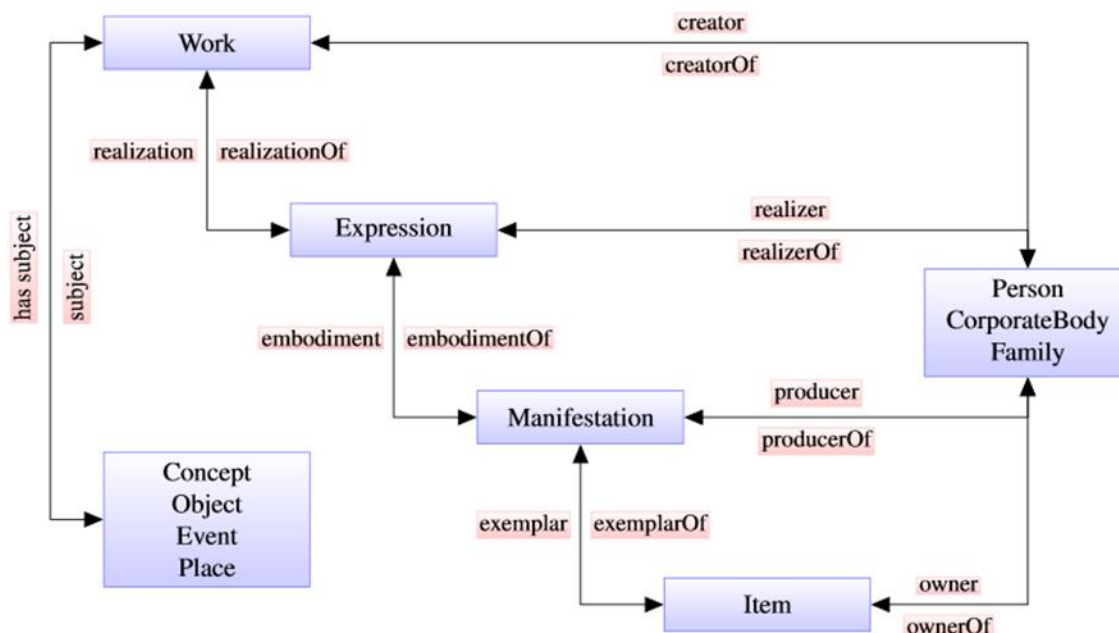 creator
Work
creatorOf
realization
realizationOf
realizer
Expression
realizerOf
has subject
subject
Person
CorporateBody
Family
embodiment
embodimentOf
producer
Manifestation
producerOf
Concept
Object
Event
Place
exemplar
exemplarOf
owner
Item
ownerOf